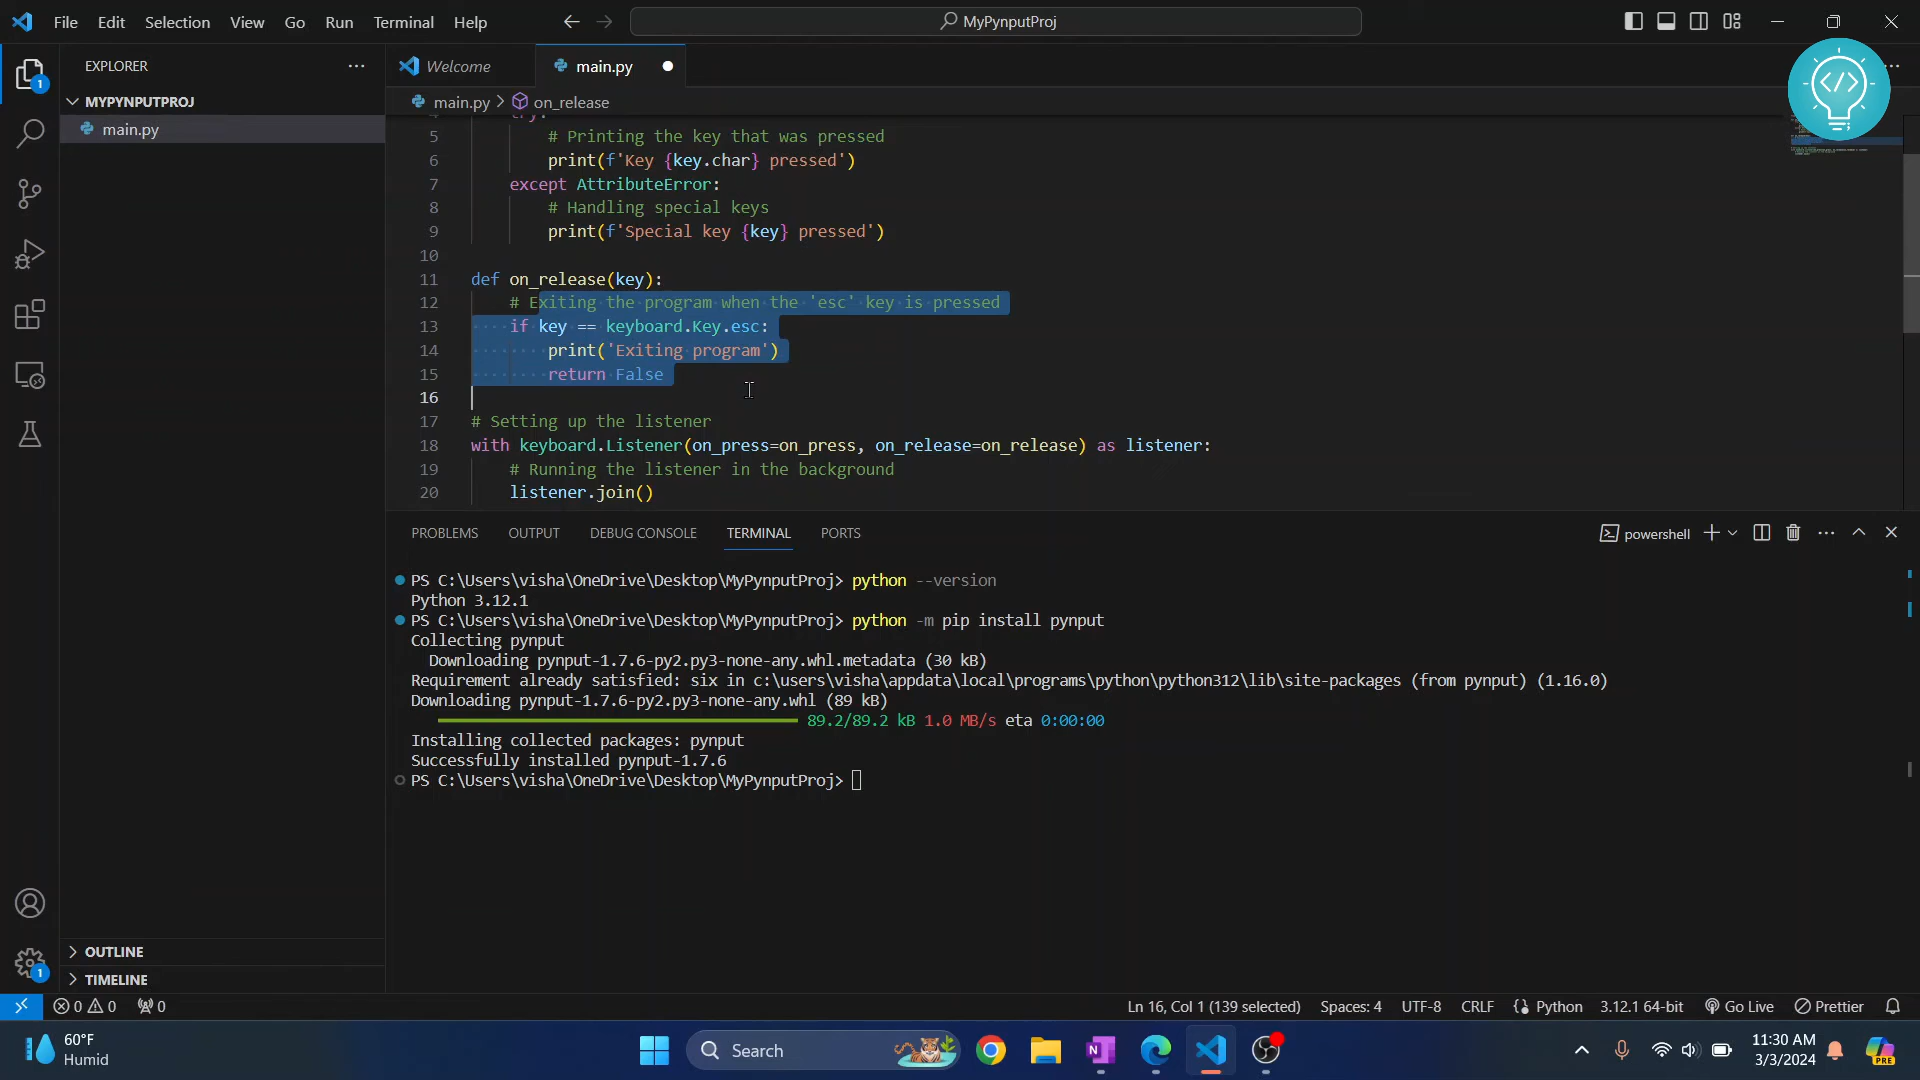 File Edit Selection View Go Run Terminal Help
MyPynputProj
EXPLORER
1
Welcome
main.py
MYPYNPUTPROJ
main.py
main.py > on_release
5 # Printing the key that was pressed
6 print(f'Key {key.char} pressed')
7 except AttributeError:
8 # Handling special keys
9 print(f'Special key {key} pressed')
10
11 def on_release(key):
12 # Exiting the program when the 'esc' key is pressed
13 if key == keyboard.Key.esc:
14 print('Exiting program')
15 return False
16
17 # Setting up the listener
18 with keyboard.Listener(on_press=on_press, on_release=on_release) as listener:
19 # Running the listener in the background
20 listener.join()
PROBLEMS OUTPUT DEBUG CONSOLE TERMINAL PORTS
powershell
PS C:\Users\visha\OneDrive\Desktop\MyPynputProj> python --version
Python 3.12.1
PS C:\Users\visha\OneDrive\Desktop\MyPynputProj> python -m pip install pynput
Collecting pynput
Downloading pynput-1.7.6-py2.py3-none-any.whl.metadata (30 kB)
Requirement already satisfied: six in c:\users\visha\appdata\local\programs\python\python312\lib\site-packages (from pynput) (1.16.0)
Downloading pynput-1.7.6-py2.py3-none-any.whl (89 kB)
89.2/89.2 kB 1.0 MB/s eta 0:00:00
Installing collected packages: pynput
Successfully installed pynput-1.7.6
PS C:\Users\visha\OneDrive\Desktop\MyPynputProj>
OUTLINE
1
TIMELINE
0 0 0
Ln 16, Col 1 (139 selected) Spaces: 4 UTF-8 CRLF Python 3.12.1 64-bit Go Live Prettier
60°F
Humid
Search
11:30 AM
3/3/2024
PRE